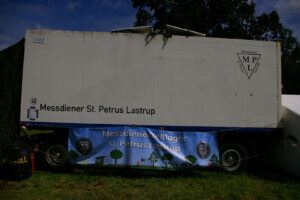 MPL
Messdiener St. Petrus Lastrup
Messdienerzeltlager
St. Petrus Lastrup